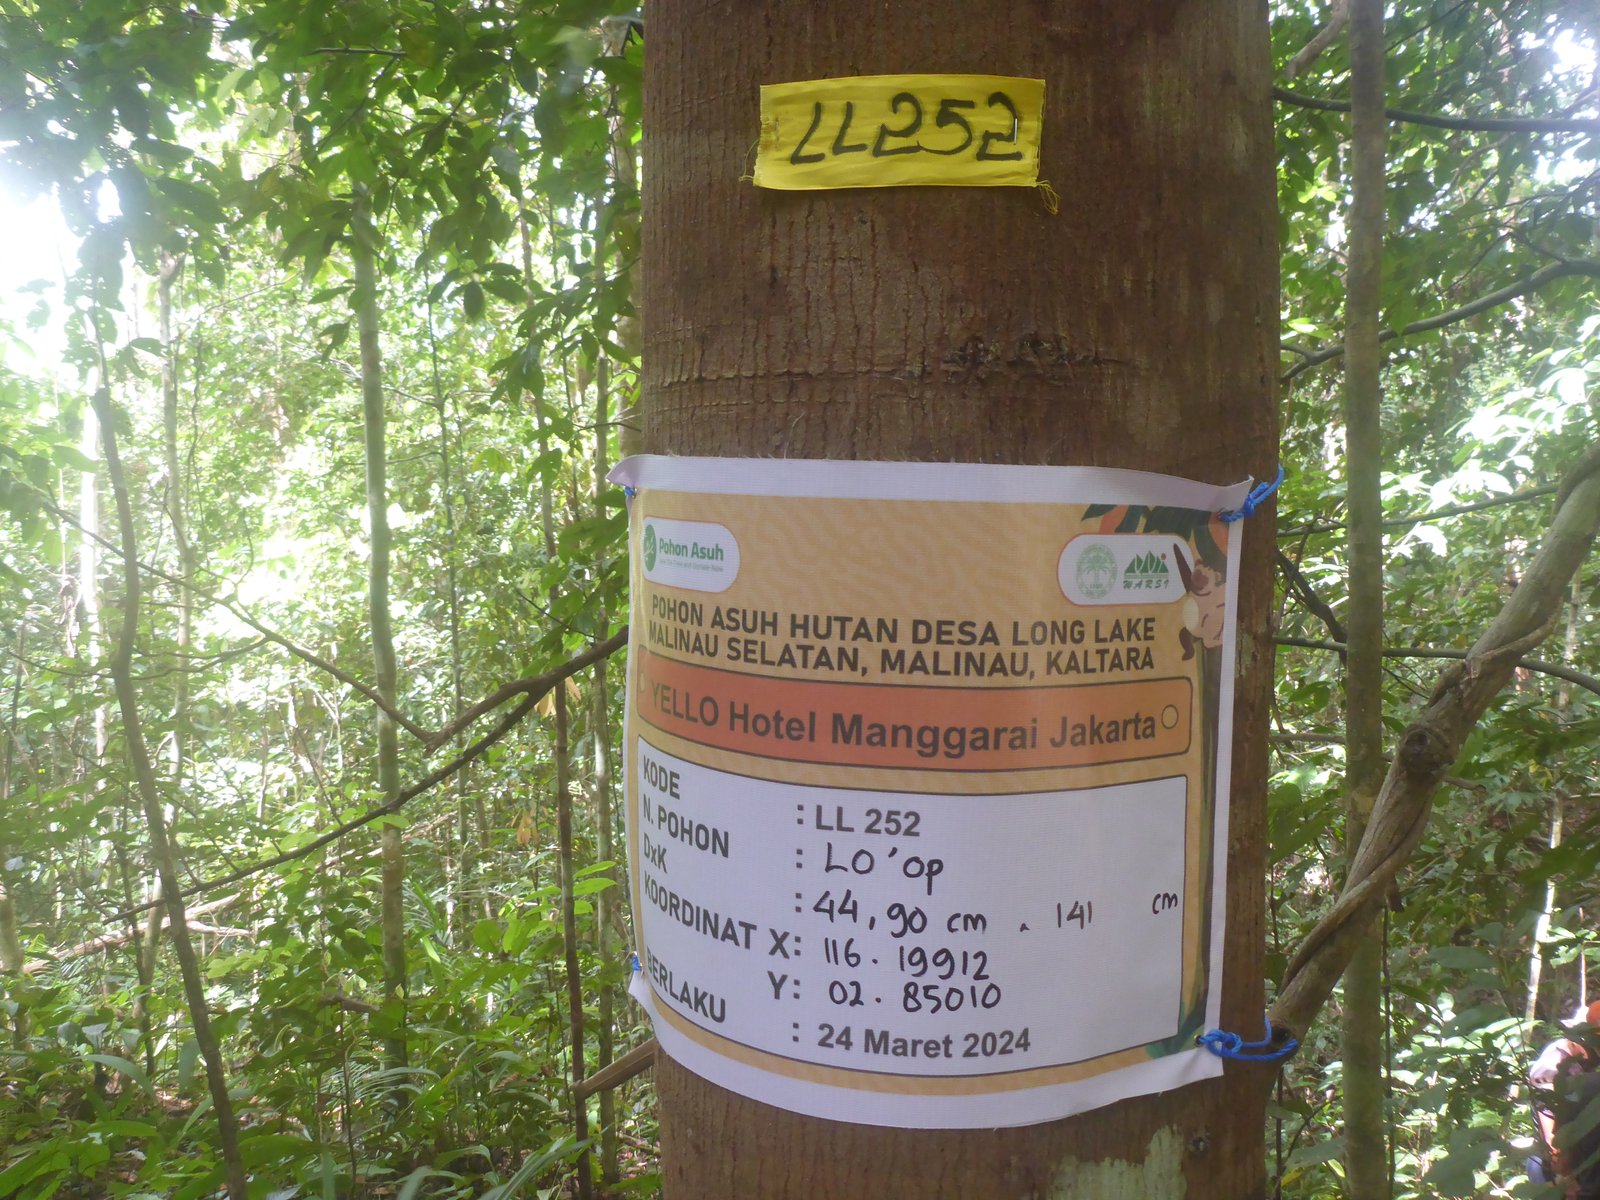 LL252
Pohon Asuh
WARSI
POHON ASUH HUTAN DESA LONG LAKE
MALINAU SELATAN, MALINAU, KALTARA
YELLO Hotel Manggarai Jakarta
KODE : LL 252
N. POHON : LO'op
DxK : 44,90 cm . 141 cm
KOORDINAT X: 116.19912
Y: 02.85010
BERLAKU : 24 Maret 2024